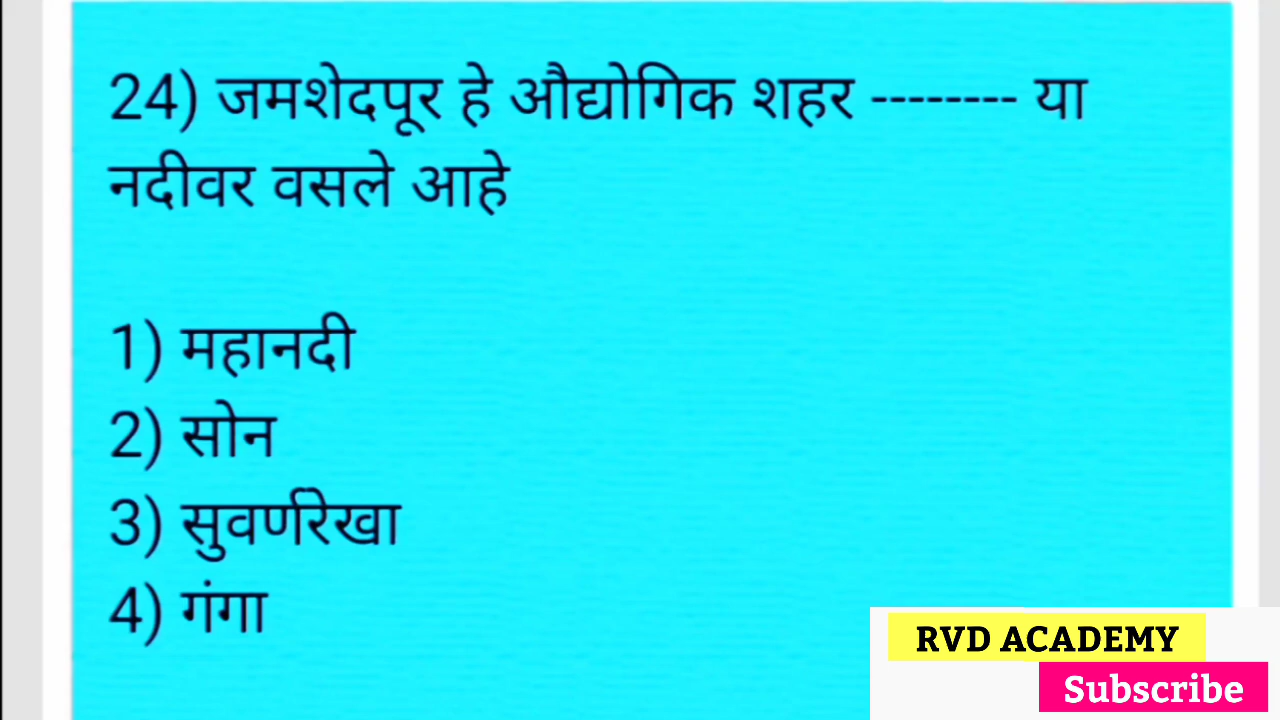 24) जमशेदपूर हे औद्योगिक शहर -------- या
नदीवर वसले आहे
1) महानदी
2) सोन
3) सुवर्णरेखा
4) गंगा
RVD ACADEMY
Subscribe